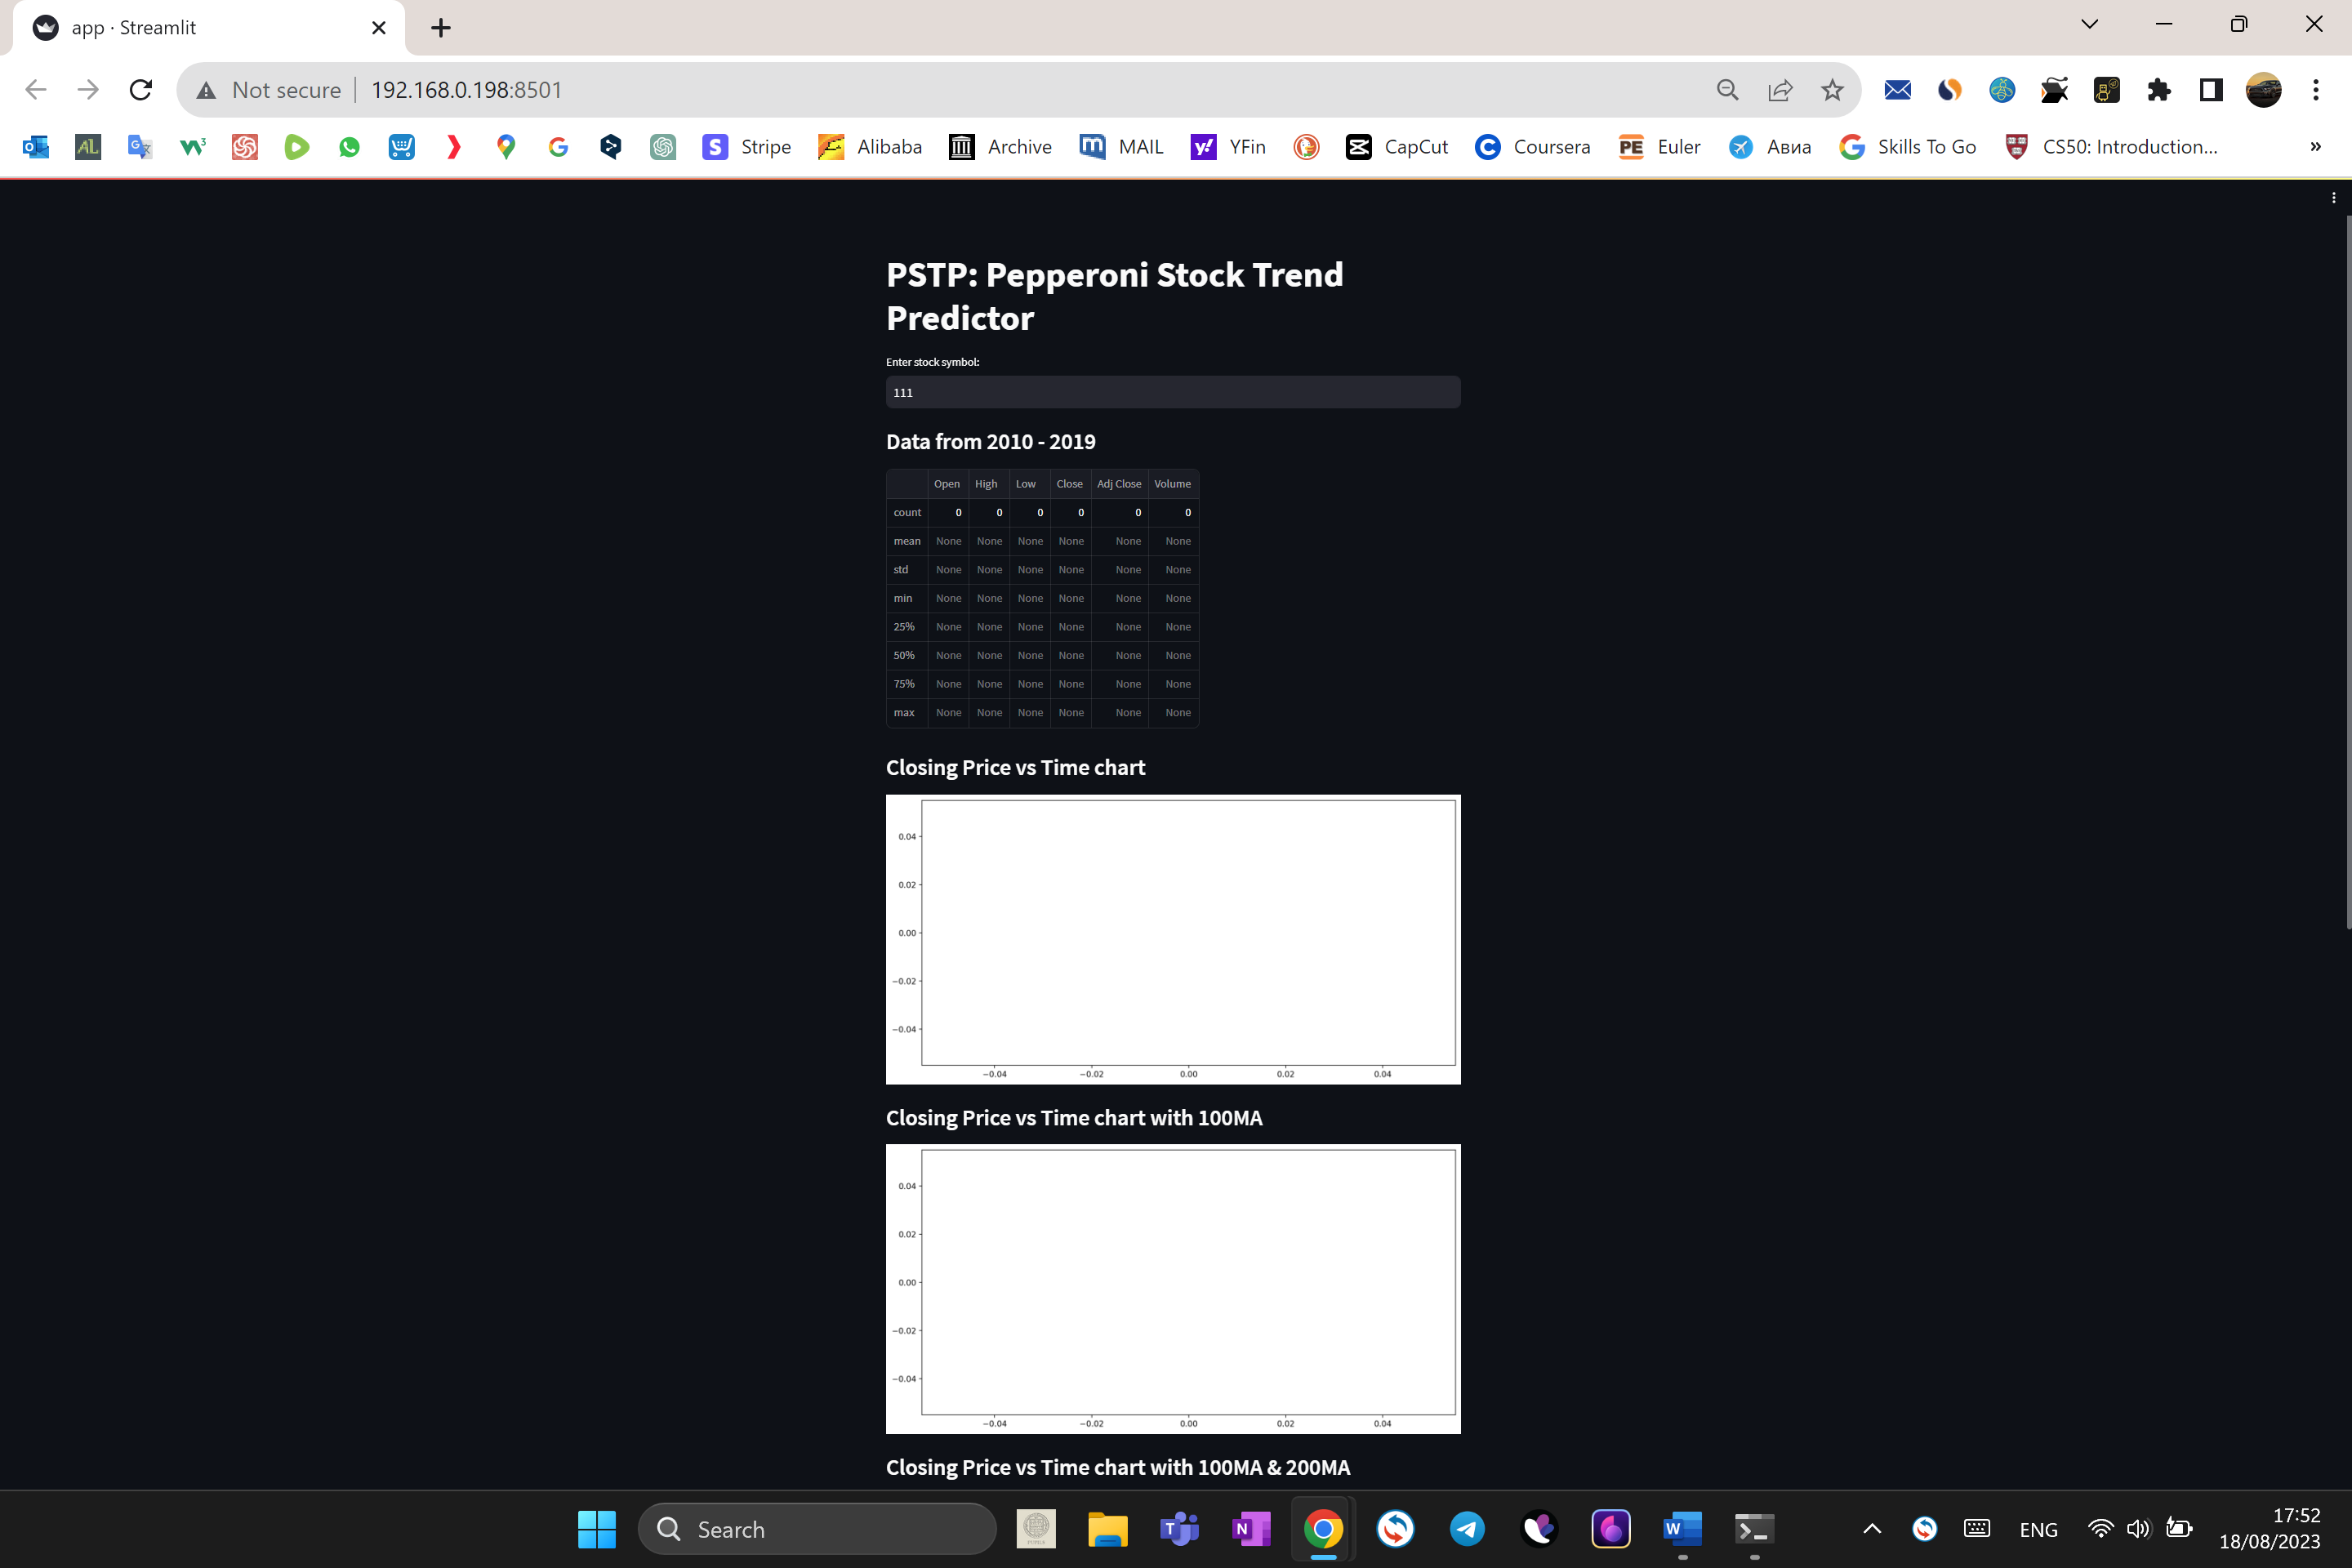 app · Streamlit
Not secure 192.168.0.198:8501
Stripe Alibaba Archive MAIL YFin CapCut Coursera PE Euler Авиа Skills To Go CS50: Introduction... »
PSTP: Pepperoni Stock Trend
Predictor
Enter stock symbol:
111
Data from 2010 - 2019
Open High Low Close Adj Close Volume
count 0 0 0 0 0 0
mean None None None None None None
std None None None None None None
min None None None None None None
25% None None None None None None
50% None None None None None None
75% None None None None None None
max None None None None None None
Closing Price vs Time chart
0.04
0.02
0.00
−0.02
−0.04
−0.04 −0.02 0.00 0.02 0.04
Closing Price vs Time chart with 100MA
0.04
0.02
0.00
−0.02
−0.04
−0.04 −0.02 0.00 0.02 0.04
Closing Price vs Time chart with 100MA & 200MA
Search
ENG
17:52
18/08/2023